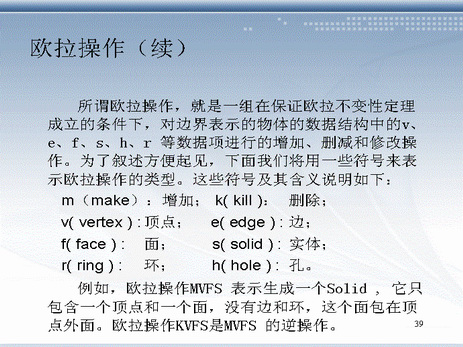 欧拉操作（续）
所谓欧拉操作，就是一组在保证欧拉不变性定理
成立的条件下，对边界表示的物体的数据结构中的v、
e、f、s、h、r 等数据项进行的增加、删减和修改操
作。为了叙述方便起见，下面我们将用一些符号来表
示欧拉操作的类型。这些符号及其含义说明如下：
m（make）：增加； k( kill )： 删除；
v( vertex ) : 顶点； e( edge ) : 边；
f( face ) : 面； s( solid ) : 实体；
r( ring ) : 环； h( hole ) : 孔。
例如，欧拉操作MVFS 表示生成一个Solid ，它只
包含一个顶点和一个面，没有边和环，这个面包在顶
点外面。欧拉操作KVFS是MVFS 的逆操作。
39